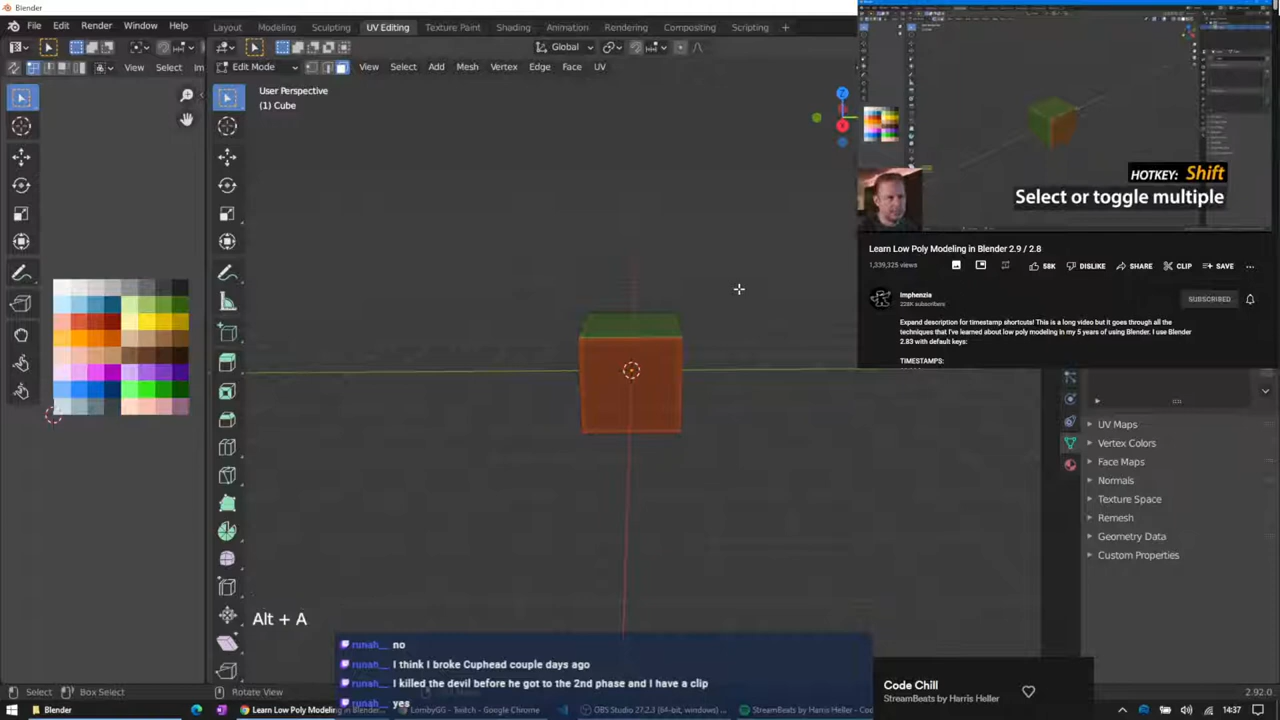 Blender
File Edit Render Window Help
Layout Modeling Sculpting UV Editing Texture Paint Shading Animation Rendering Compositing Scripting
Global
View Select
Edit Mode View Select Add Mesh Vertex Edge Face UV
User Perspective
(1) Cube
Z
X
HOTKEY: Shift
Select or toggle multiple
Learn Low Poly Modeling in Blender 2.9 / 2.8
1,339,325 views
58K DISLIKE SHARE CLIP SAVE
Imphenzia
228K subscribers
SUBSCRIBED
Expand description for timestamp shortcuts! This is a long video but it goes through all the
techniques that I've learned about low poly modeling in my 5 years of using Blender. I use Blender
2.83 with default keys:
TIMESTAMPS:
UV Maps
Vertex Colors
Face Maps
Normals
Texture Space
Remesh
Geometry Data
Custom Properties
Alt + A
runah__ no
runah__ I think I broke Cuphead couple days ago
runah__ I killed the devil before he got to the 2nd phase and I have a clip
runah__ yes
Code Chill
StreamBeats by Harris Heller
Select Box Select Rotate View
2.92.0
Blender Learn Low Poly Modeling in Blender... LombyGG - Twitch - Google Chrome OBS Studio 27.2.3 (64-bit, windows)... StreamBeats by Harris Heller - Code... 14:37